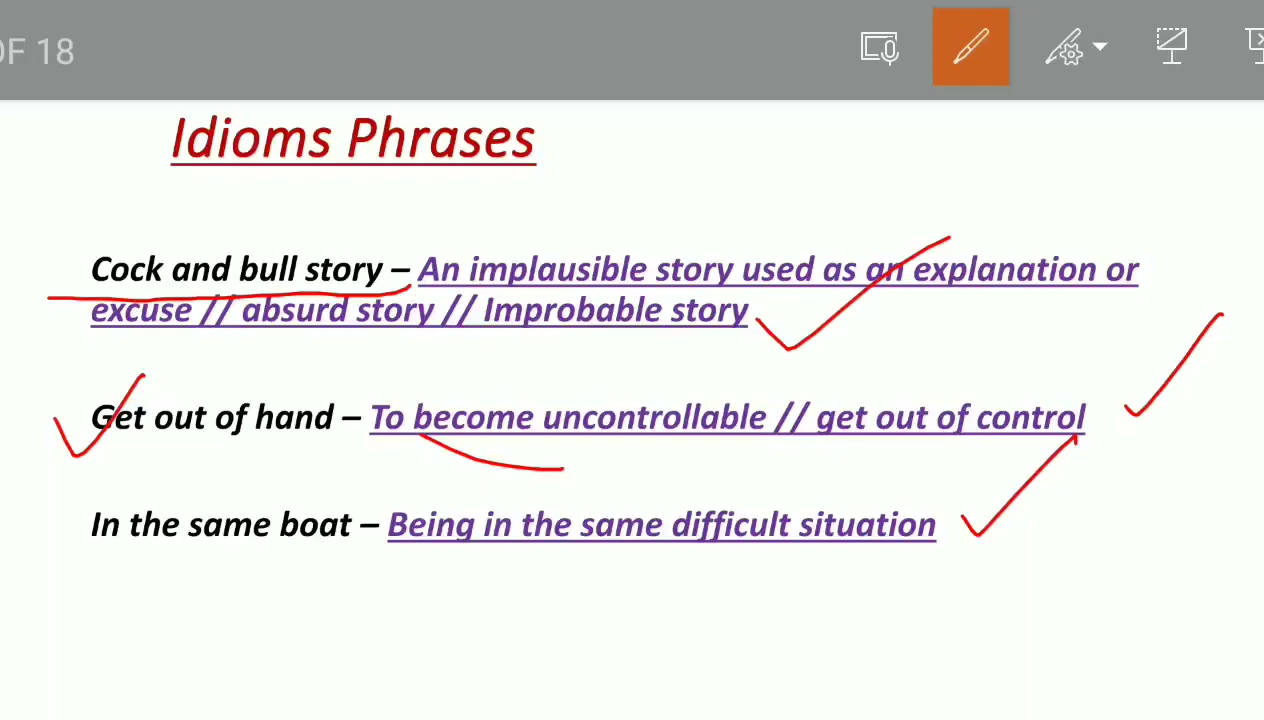 OF 18
Idioms Phrases
Cock and bull story – An implausible story used as an explanation or
excuse // absurd story // Improbable story
Get out of hand – To become uncontrollable // get out of control
In the same boat – Being in the same difficult situation